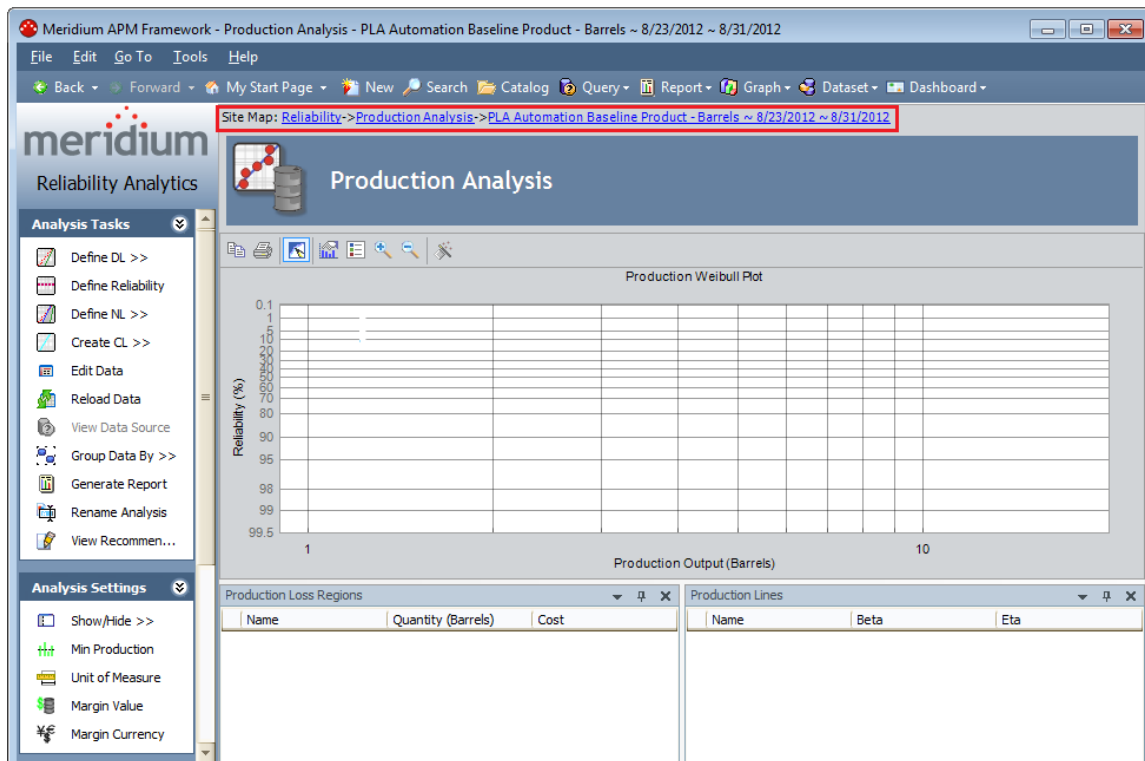 Meridium APM Framework - Production Analysis - PLA Automation Baseline Product - Barrels ~ 8/23/2012 ~ 8/31/2012
File Edit Go To Tools Help
Back Forward My Start Page New Search Catalog Query Report Graph Dataset Dashboard
Site Map: Reliability->Production Analysis->PLA Automation Baseline Product - Barrels ~ 8/23/2012 ~ 8/31/2012
meridium
Reliability Analytics
Production Analysis
Analysis Tasks
Define DL >>
Define Reliability
Define NL >>
Create CL >>
Edit Data
Reload Data
View Data Source
Group Data By >>
Generate Report
Rename Analysis
View Recommen...
Analysis Settings
Show/Hide >>
Min Production
Unit of Measure
Margin Value
Margin Currency
Production Weibull Plot
Reliability (%)
0.1
1
5
10
20
30
40
50
60
70
80
90
95
98
99
99.5
1 10
Production Output (Barrels)
Production Loss Regions
Name Quantity (Barrels) Cost
Production Lines
Name Beta Eta